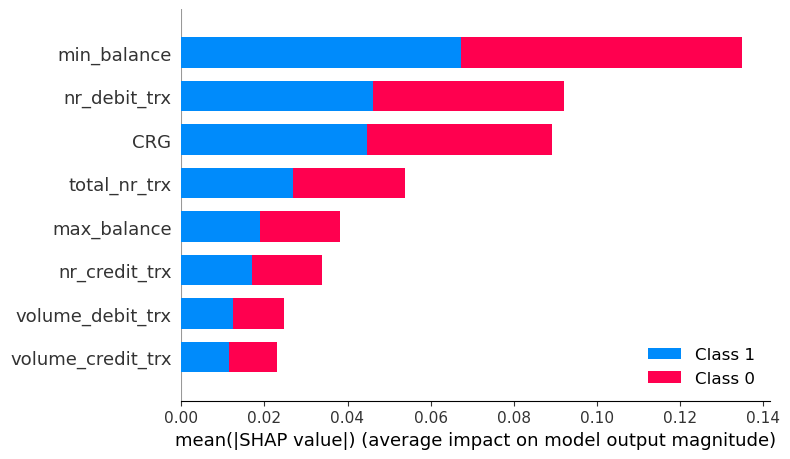 min_balance
nr_debit_trx
CRG
total_nr_trx
max_balance
nr_credit_trx
volume_debit_trx
volume_credit_trx
Class 1
Class 0
0.00 0.02 0.04 0.06 0.08 0.10 0.12 0.14
mean(|SHAP value|) (average impact on model output magnitude)